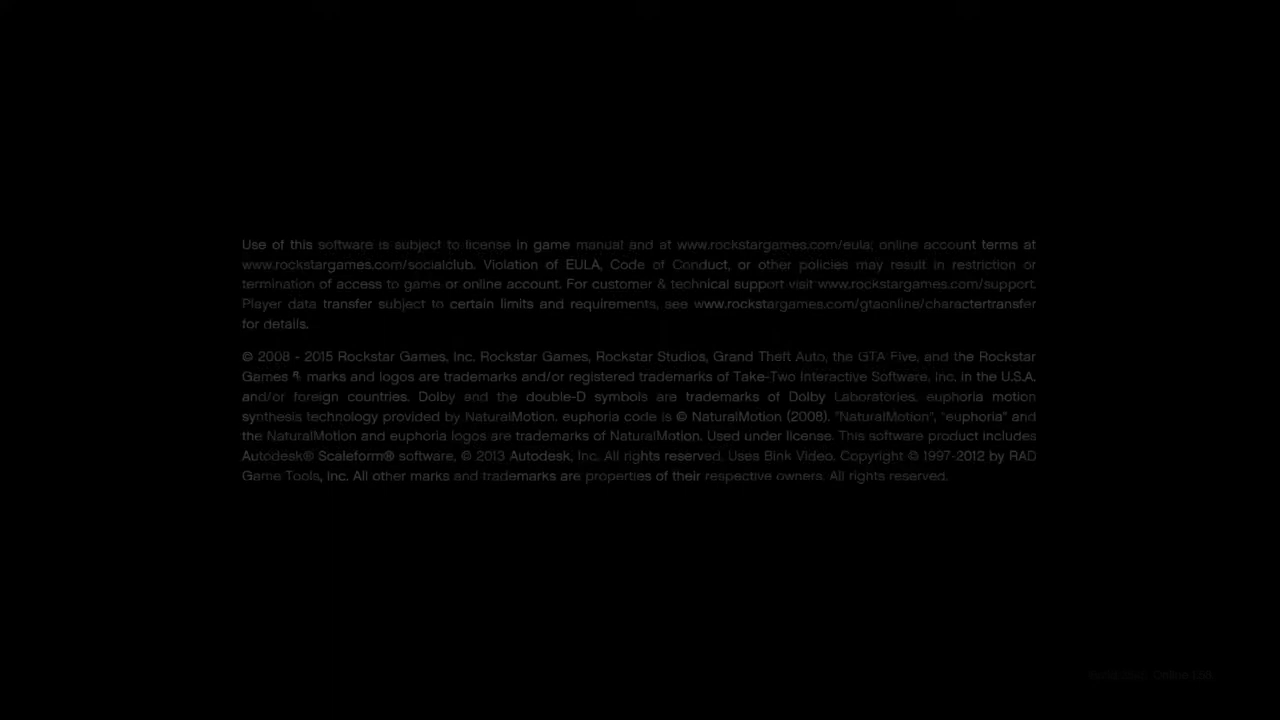 Use of this software is subject to license in game manual and at www.rockstargames.com/eula; online account terms at
www.rockstargames.com/socialclub. Violation of EULA, Code of Conduct, or other policies may result in restriction or
termination of access to game or online account. For customer & technical support visit www.rockstargames.com/support.
Player data transfer subject to certain limits and requirements, see www.rockstargames.com/gtaonline/charactertransfer
for details.
© 2008 - 2015 Rockstar Games, Inc. Rockstar Games, Rockstar Studios, Grand Theft Auto, the GTA Five, and the Rockstar
Games R* marks and logos are trademarks and/or registered trademarks of Take-Two Interactive Software, Inc. in the U.S.A.
and/or foreign countries. Dolby and the double-D symbols are trademarks of Dolby Laboratories. euphoria motion
synthesis technology provided by NaturalMotion. euphoria code is © NaturalMotion (2008). "NaturalMotion", "euphoria" and
the NaturalMotion and euphoria logos are trademarks of NaturalMotion. Used under license. This software product includes
Autodesk® Scaleform® software, © 2013 Autodesk, Inc. All rights reserved. Uses Bink Video. Copyright © 1997-2012 by RAD
Game Tools, Inc. All other marks and trademarks are properties of their respective owners. All rights reserved.
Online